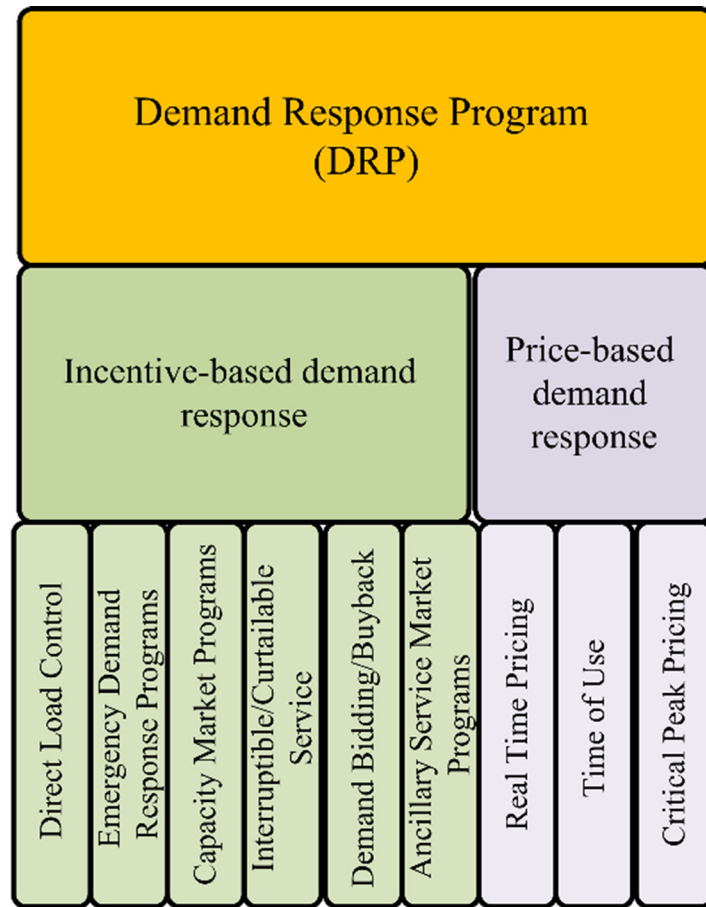 Demand Response Program
(DRP)
Incentive-based demand
response
Price-based
demand
response
Direct Load Control
Emergency Demand
Response Programs
Capacity Market Programs
Interruptible/Curtailable
Service
Demand Bidding/Buyback
Ancillary Service Market
Programs
Real Time Pricing
Time of Use
Critical Peak Pricing